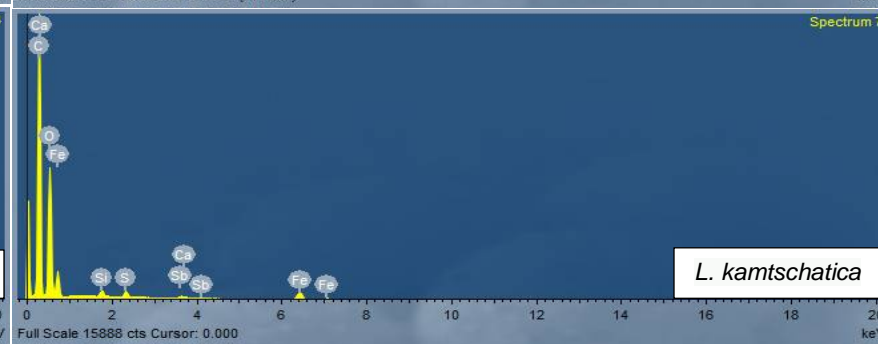 Spectrum 7
Ca
C
O
Fe
Ca
Si
S
Sb
Sb
Fe
Fe
L. kamtschatica
0 2 4 6 8 10 12 14 16 18
Full Scale 15888 cts Cursor: 0.000